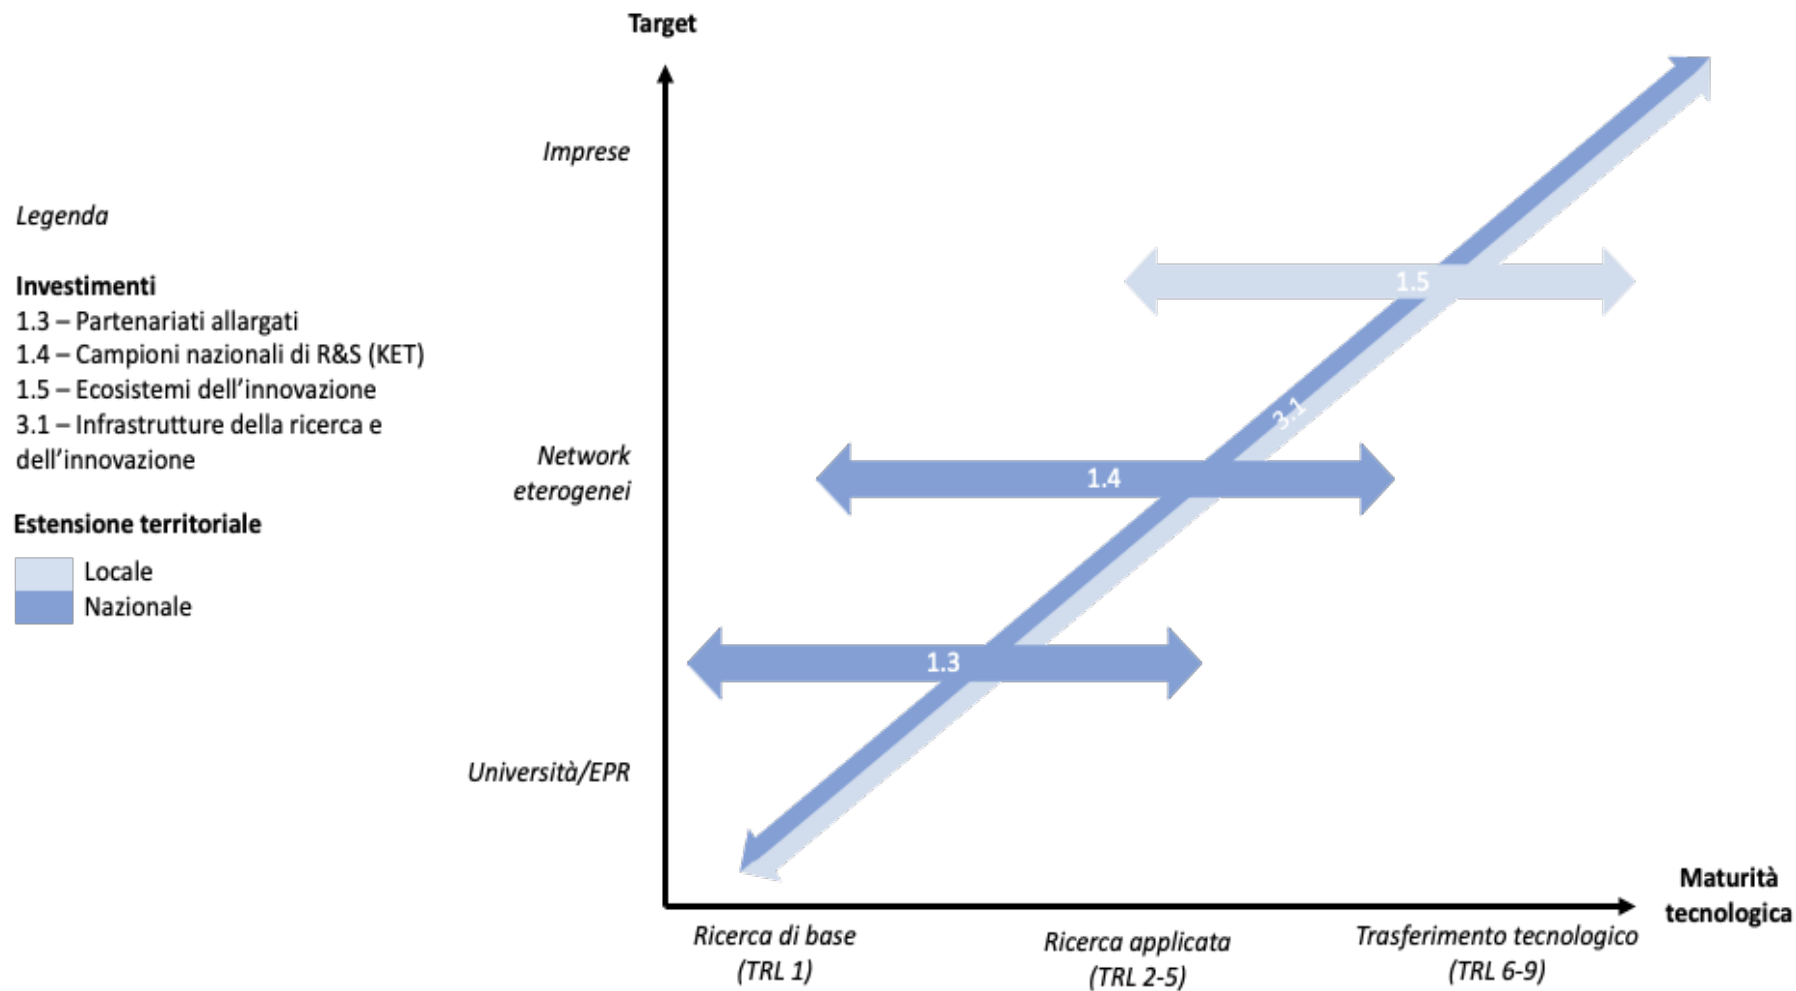 Target
Imprese
Legenda
Investimenti
1.3 – Partenariati allargati
1.4 – Campioni nazionali di R&S (KET)
1.5 – Ecosistemi dell’innovazione
3.1 – Infrastrutture della ricerca e
dell’innovazione
Estensione territoriale
Locale
Nazionale
Network
eterogenei
Università/EPR
1.5
3.1
1.4
1.3
Maturità
tecnologica
Ricerca di base
(TRL 1)
Ricerca applicata
(TRL 2-5)
Trasferimento tecnologico
(TRL 6-9)